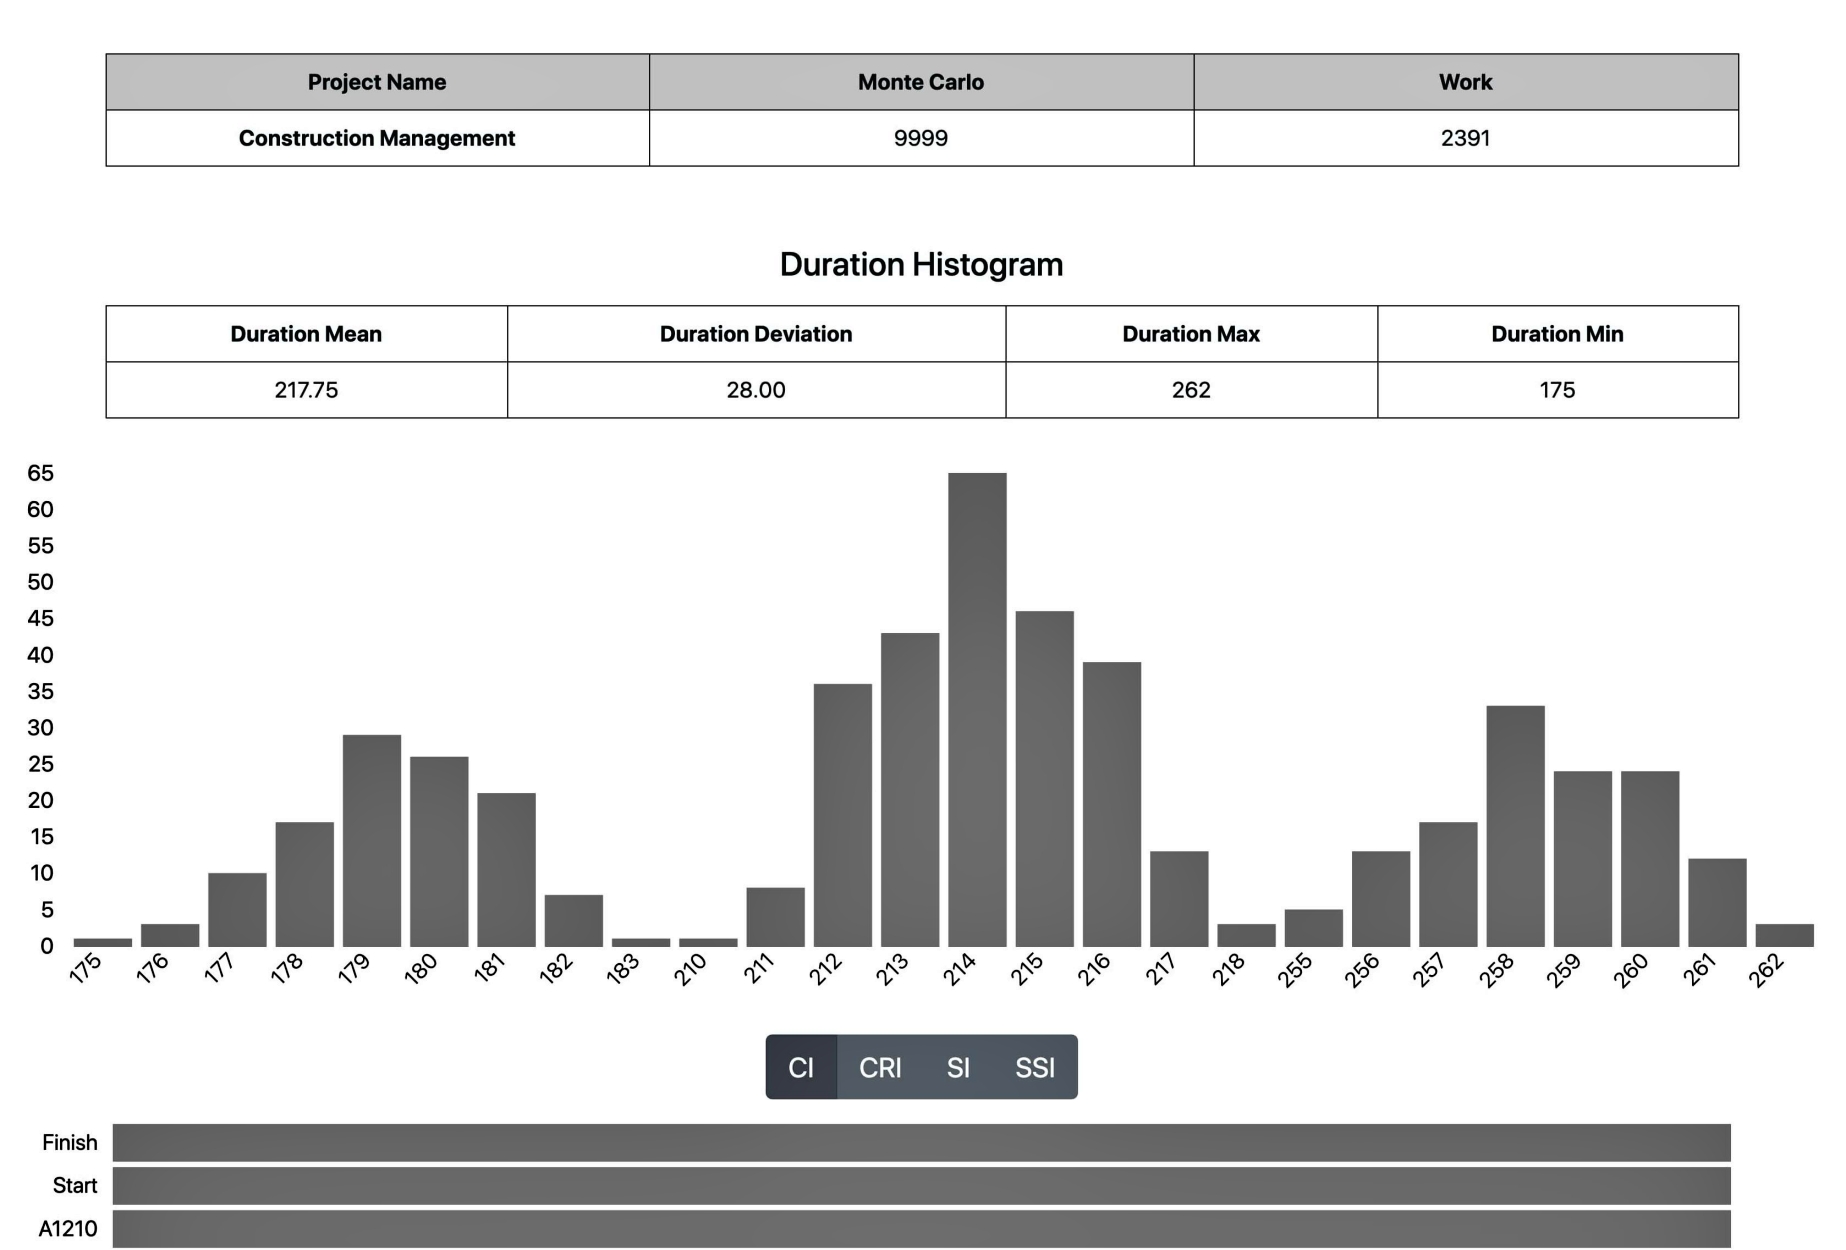 Project Name Monte Carlo Work
Construction Management 9999 2391
Duration Histogram
Duration Mean Duration Deviation Duration Max Duration Min
217.75 28.00 262 175
65
60
55
50
45
40
35
30
25
20
15
10
5
0
175 176 177 178 179 180 181 182 183 210 211 212 213 214 215 216 217 218 255 256 257 258 259 260 261 262
CI CRI SI SSI
Finish
Start
A1210